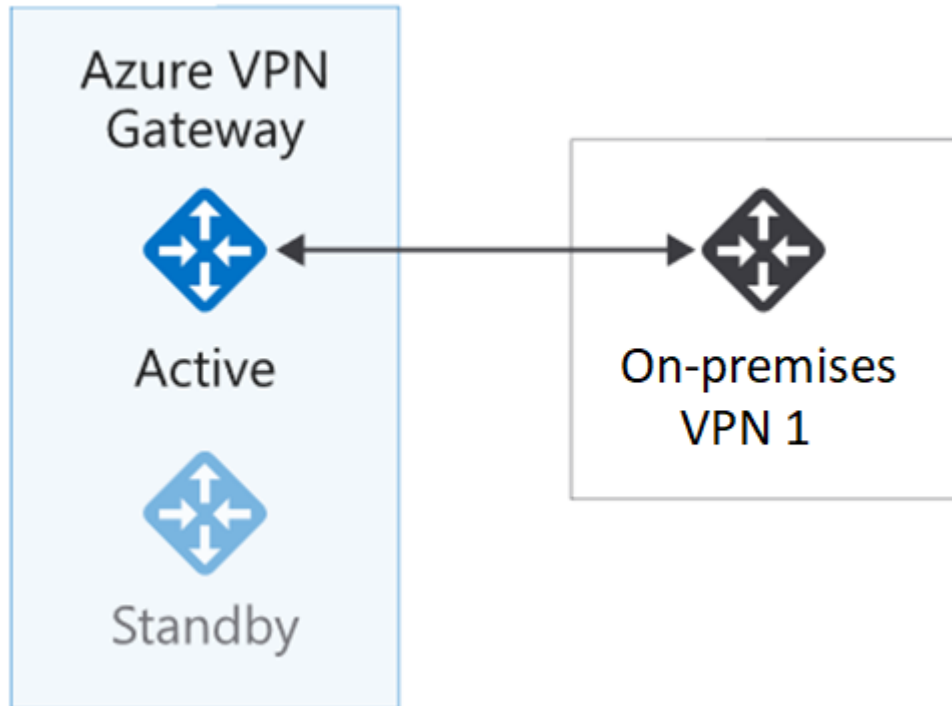 Azure VPN
Gateway
Active
On-premises
VPN 1
Standby